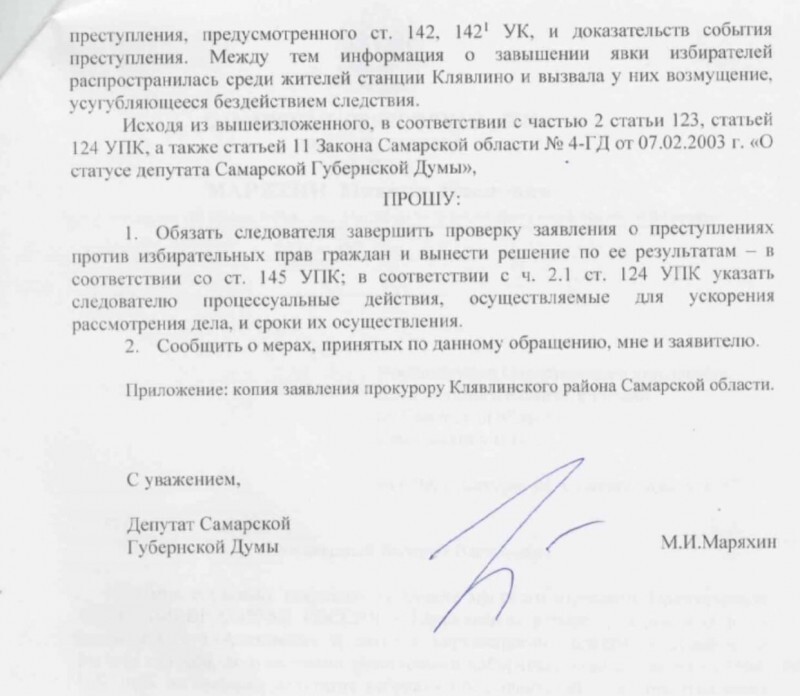 преступления, предусмотренного ст. 142, 142¹ УК, и доказательств события
преступления. Между тем информация о завышении явки избирателей
распространилась среди жителей станции Клявлино и вызвала у них возмущение,
усугубляющееся бездействием следствия.
Исходя из вышеизложенного, в соответствии с частью 2 статьи 123, статьей
124 УПК, а также статьей 11 Закона Самарской области № 4-ГД от 07.02.2003 г. «О
статусе депутата Самарской Губернской Думы»,
ПРОШУ:
1. Обязать следователя завершить проверку заявления о преступлениях
против избирательных прав граждан и вынести решение по ее результатам – в
соответствии со ст. 145 УПК; в соответствии с ч. 2.1 ст. 124 УПК указать
следователю процессуальные действия, осуществляемые для ускорения
рассмотрения дела, и сроки их осуществления.
2. Сообщить о мерах, принятых по данному обращению, мне и заявителю.
Приложение: копия заявления прокурору Клявлинского района Самарской области.
С уважением,
Депутат Самарской
Губернской Думы
М.И.Маряхин